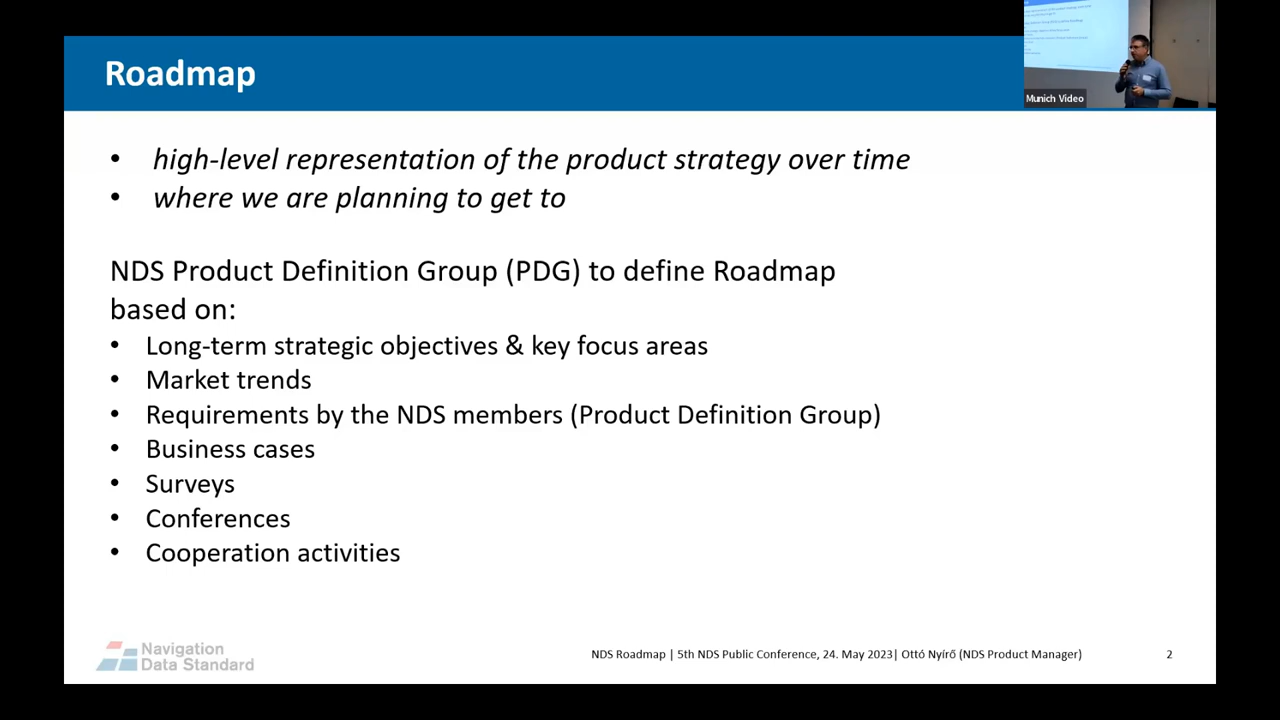 Roadmap
Munich Video
• high-level representation of the product strategy over time
• where we are planning to get to
NDS Product Definition Group (PDG) to define Roadmap
based on:
• Long-term strategic objectives & key focus areas
• Market trends
• Requirements by the NDS members (Product Definition Group)
• Business cases
• Surveys
• Conferences
• Cooperation activities
Navigation
Data Standard
NDS Roadmap | 5th NDS Public Conference, 24. May 2023| Ottó Nyírő (NDS Product Manager)
2